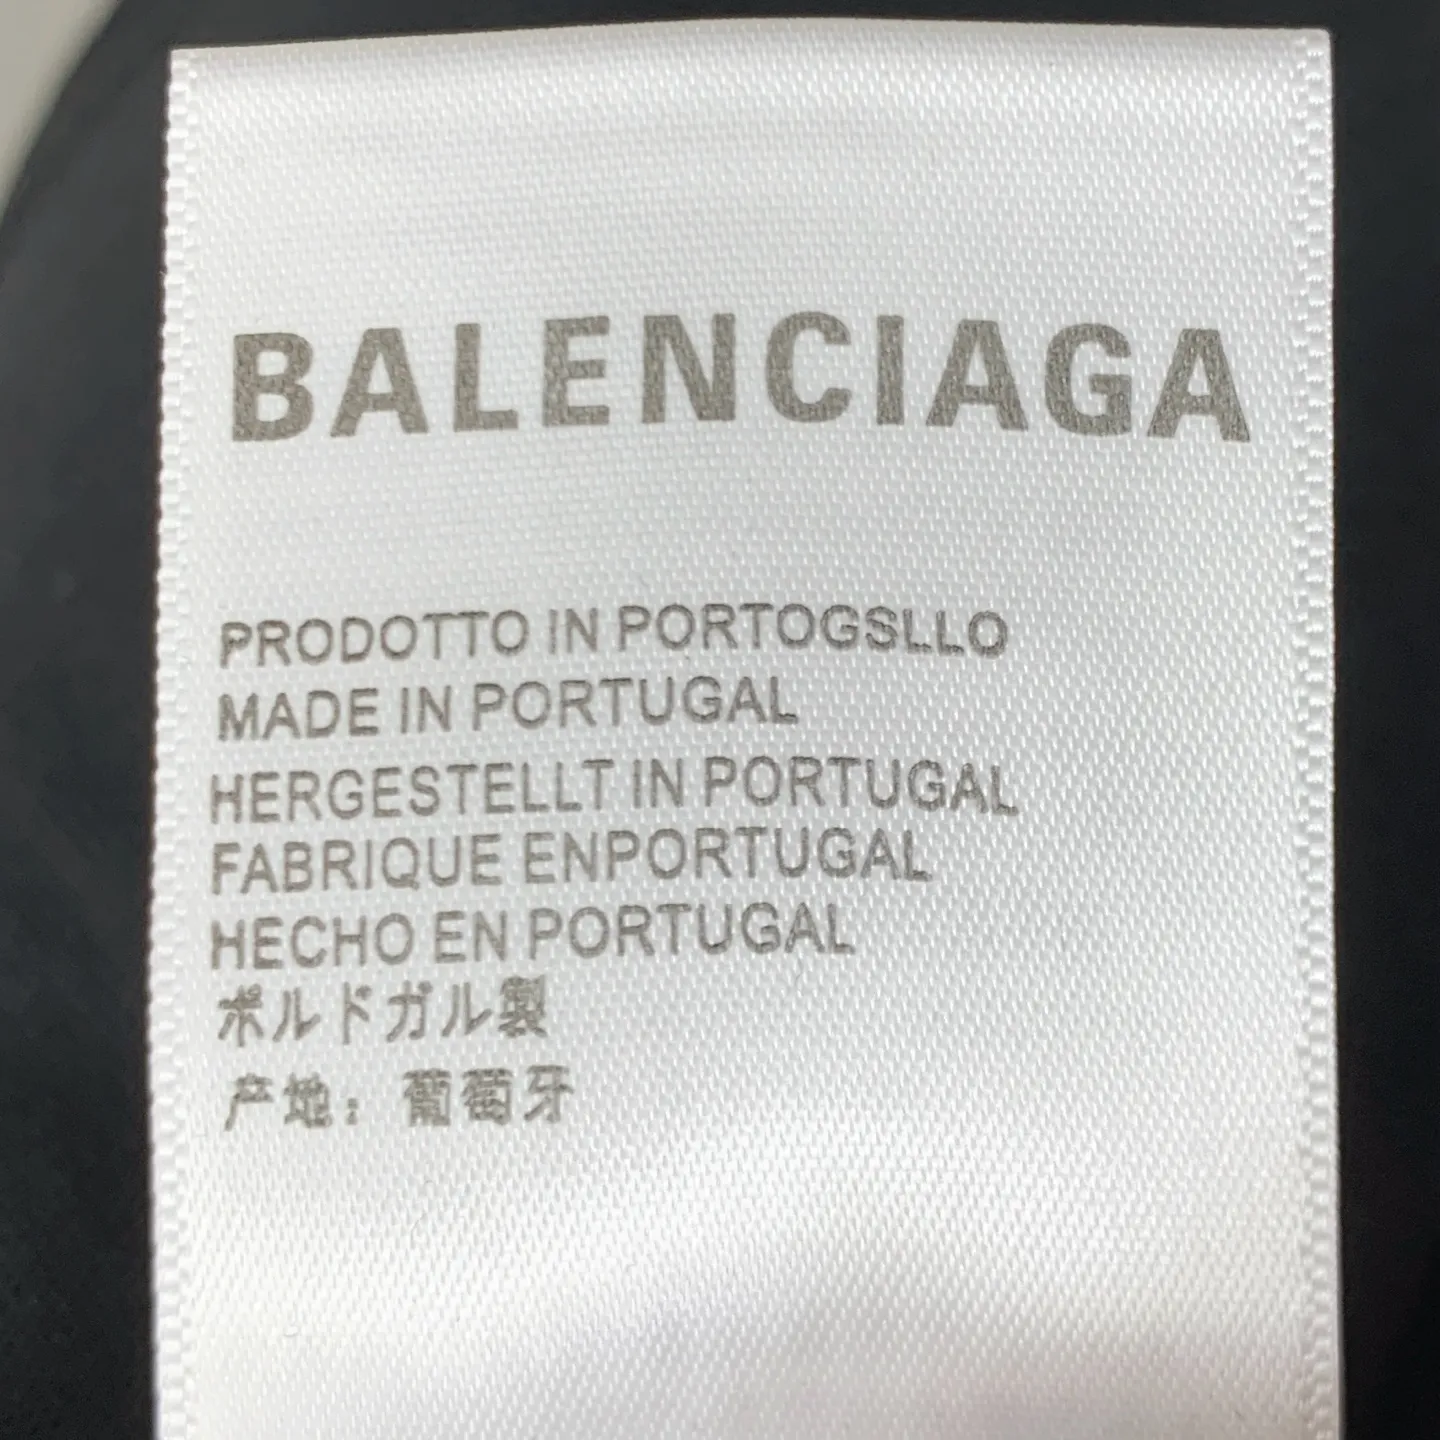 BALENCIAGA
PRODOTTO IN PORTOGSLLO
MADE IN PORTUGAL
HERGESTELLT IN PORTUGAL
FABRIQUE ENPORTUGAL
HECHO EN PORTUGAL
ポルドガル製
产地：葡萄牙